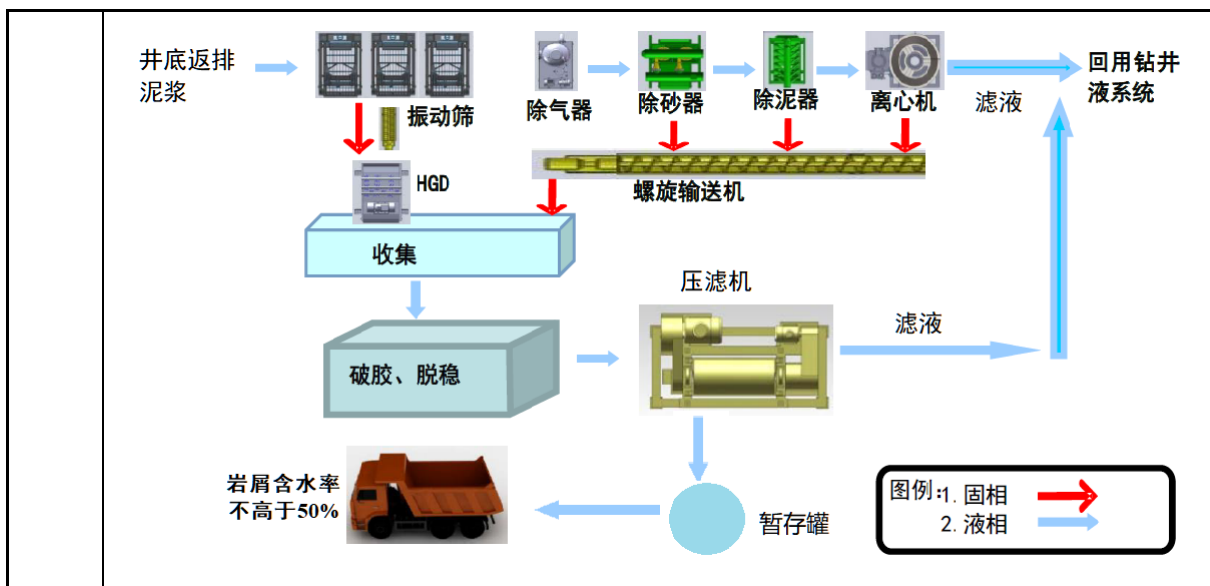 井底返排
泥浆
振动筛
除气器
除砂器
除泥器
离心机
滤液
回用钻井
液系统
HGD
螺旋输送机
收集
压滤机
滤液
破胶、脱稳
岩屑含水率
不高于50%
暂存罐
图例:1. 固相
2. 液相